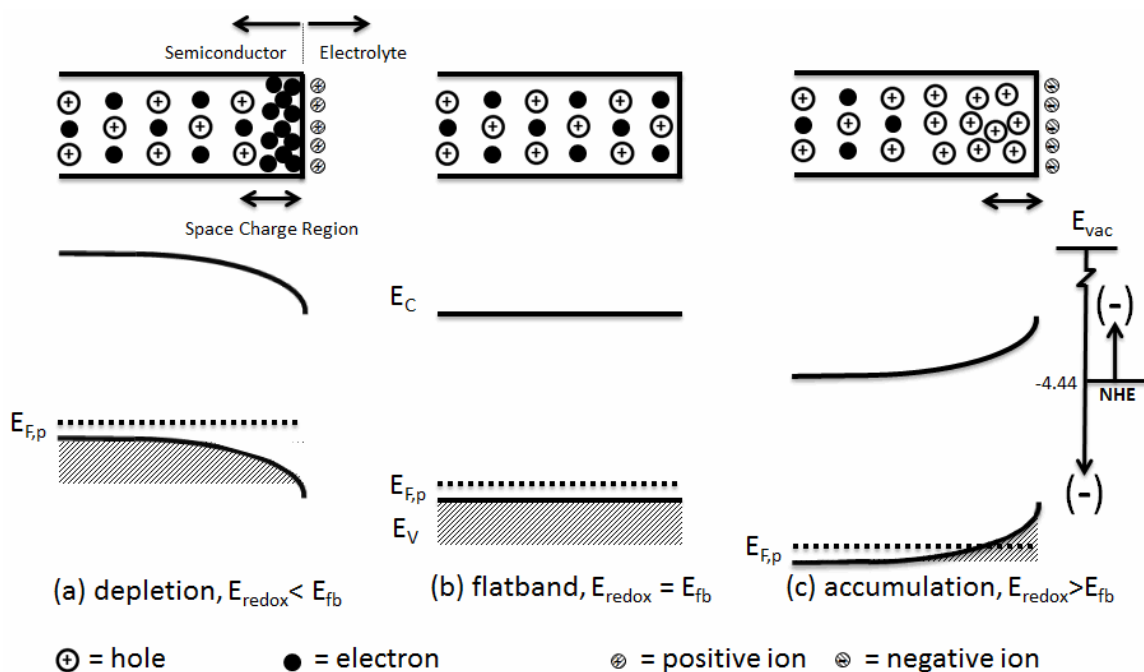 Semiconductor Electrolyte
Space Charge Region
E_vac
E_C
(-)
-4.44
NHE
E_F,p
E_F,p
(-)
E_V
E_F,p
(a) depletion, E_redox< E_fb
(b) flatband, E_redox = E_fb
(c) accumulation, E_redox>E_fb
= hole
= electron
= positive ion
= negative ion